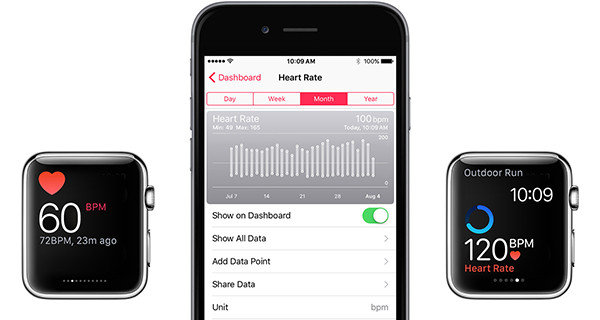 60 BPM
72BPM, 23m ago
10:09 AM
100%
Dashboard
Heart Rate
Day
Week
Month
Year
Heart Rate
100 bpm
Min: 49 Max: 165
Today, 10:09 AM
200
0
Jul 7
14
21
28
Aug 4
Show on Dashboard
Show All Data
Add Data Point
Share Data
Unit
bpm
Outdoor Run
10:09
120 BPM
Heart Rate